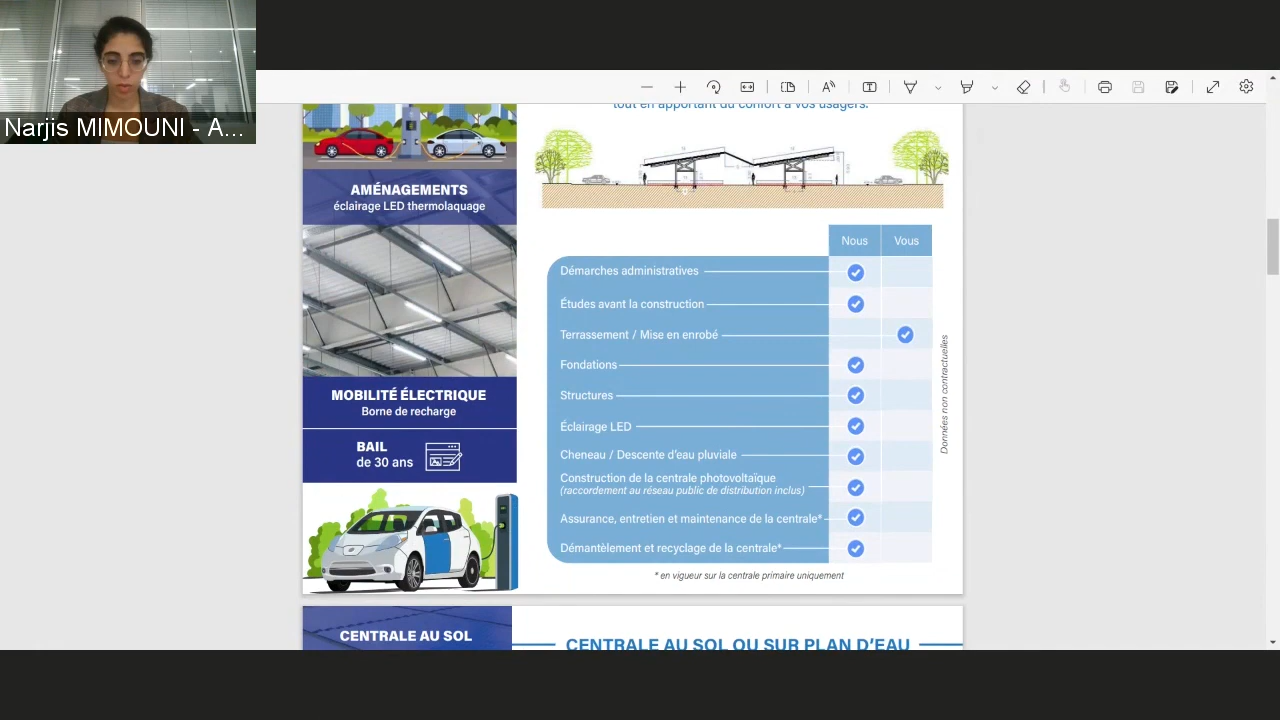 Narjis MIMOUNI - A...
tout en apportant du confort à vos usagers.
AMÉNAGEMENTS
éclairage LED thermolaquage
MOBILITÉ ÉLECTRIQUE
Borne de recharge
BAIL
de 30 ans
Nous Vous
Démarches administratives
Études avant la construction
Terrassement / Mise en enrobé
Fondations
Structures
Éclairage LED
Cheneau / Descente d'eau pluviale
Construction de la centrale photovoltaïque
(raccordement au réseau public de distribution inclus)
Assurance, entretien et maintenance de la centrale*
Démantèlement et recyclage de la centrale*
Données non contractuelles
* en vigueur sur la centrale primaire uniquement
CENTRALE AU SOL
CENTRALE AU SOL OU SUR PLAN D'EAU